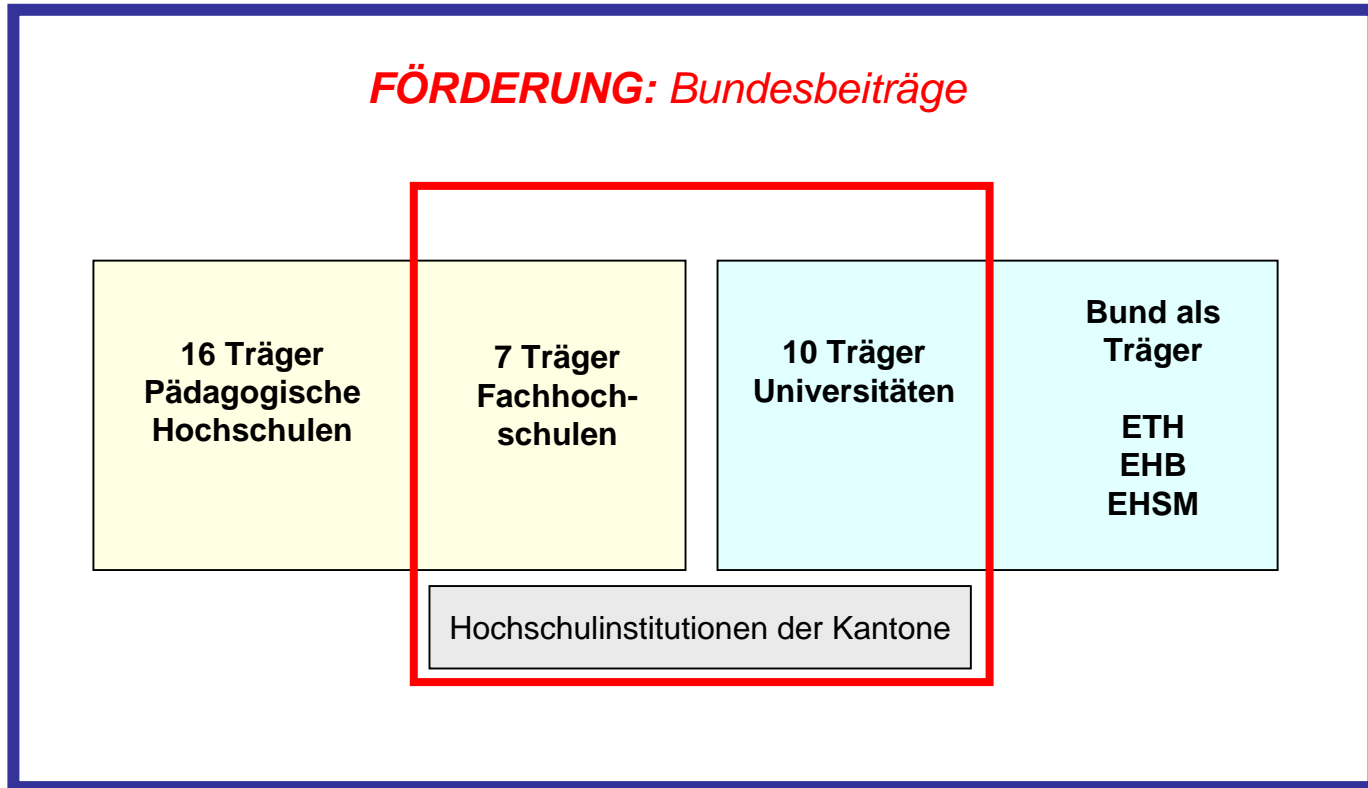 FÖRDERUNG: Bundesbeiträge
16 Träger
Pädagogische
Hochschulen
7 Träger
Fachhoch-
schulen
10 Träger
Universitäten
Bund als
Träger
ETH
EHB
EHSM
Hochschulinstitutionen der Kantone